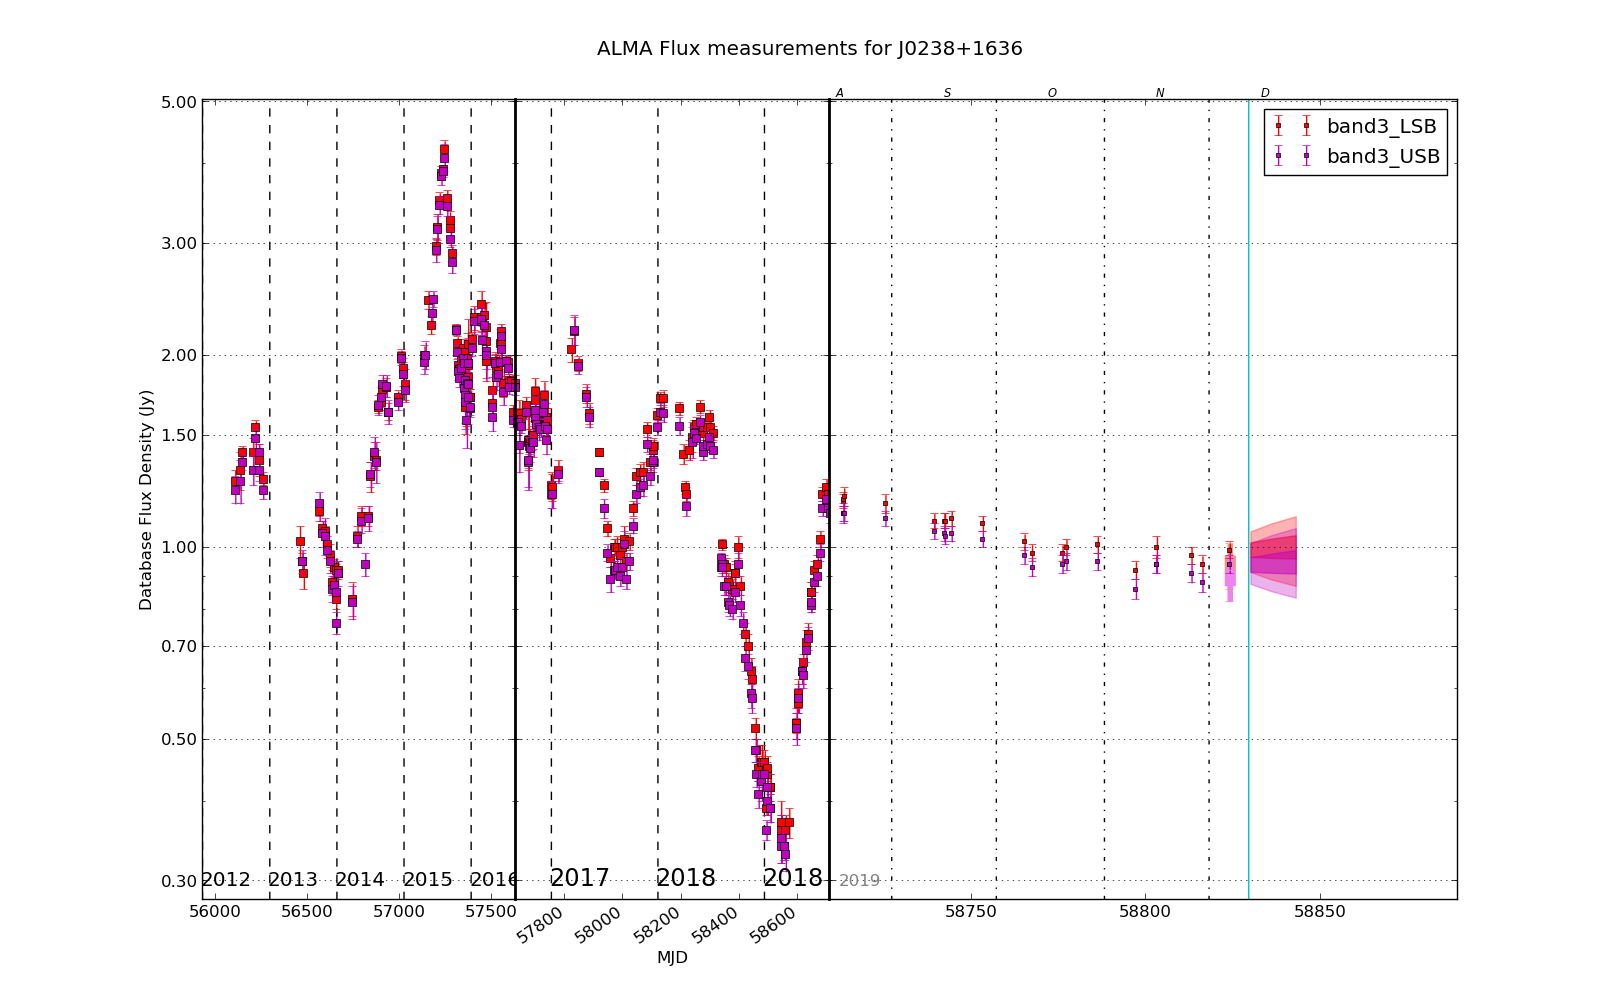 ALMA Flux measurements for J0238+1636
A S O N D
5.00
3.00
2.00
1.50
1.00
0.70
0.50
0.30
Database Flux Density (Jy)
band3_LSB
band3_USB
2012 2013 2014 2015 2016 2017 2018 2018 2019
56000 56500 57000 57500 57800 58000 58200 58400 58600 58750 58800 58850
MJD